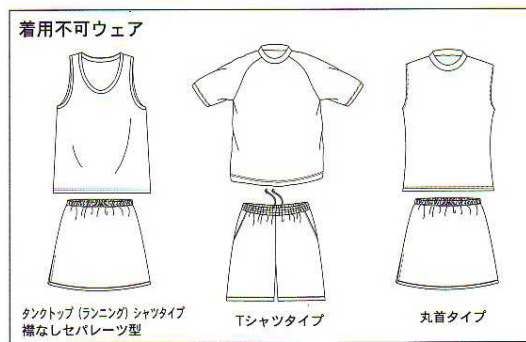 着用不可ウェア
タンクトップ(ランニング)シャツタイプ
襟なしセパレーツ型
Tシャツタイプ
丸首タイプ